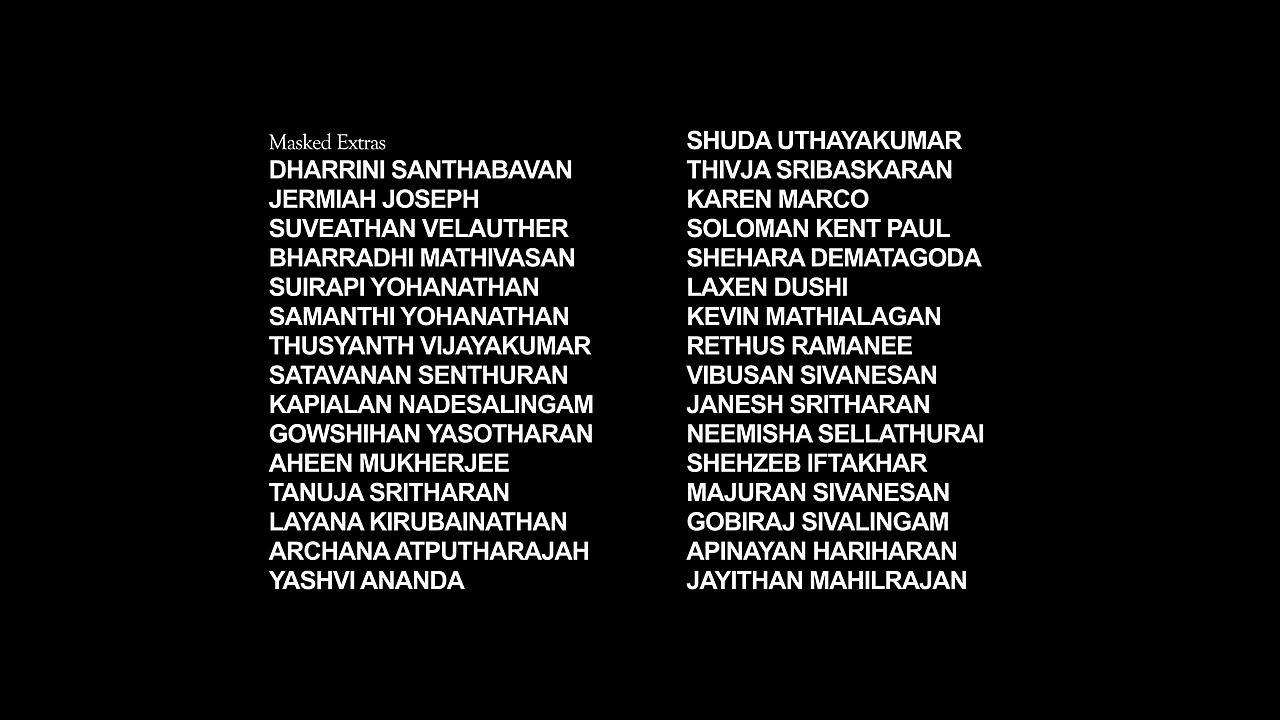 Masked Extras
DHARRINI SANTHABAVAN
JERMIAH JOSEPH
SUVEATHAN VELAUTHER
BHARRADHI MATHIVASAN
SUIRAPI YOHANATHAN
SAMANTHI YOHANATHAN
THUSYANTH VIJAYAKUMAR
SATAVANAN SENTHURAN
KAPIALAN NADESALINGAM
GOWSHIHAN YASOTHARAN
AHEEN MUKHERJEE
TANUJA SRITHARAN
LAYANA KIRUBAINATHAN
ARCHANA ATPUTHARAJAH
YASHVI ANANDA
SHUDA UTHAYAKUMAR
THIVJA SRIBASKARAN
KAREN MARCO
SOLOMAN KENT PAUL
SHEHARA DEMATAGODA
LAXEN DUSHI
KEVIN MATHIALAGAN
RETHUS RAMANEE
VIBUSAN SIVANESAN
JANESH SRITHARAN
NEEMISHA SELLATHURAI
SHEHZEB IFTAKHAR
MAJURAN SIVANESAN
GOBIRAJ SIVALINGAM
APINAYAN HARIHARAN
JAYITHAN MAHILRAJAN